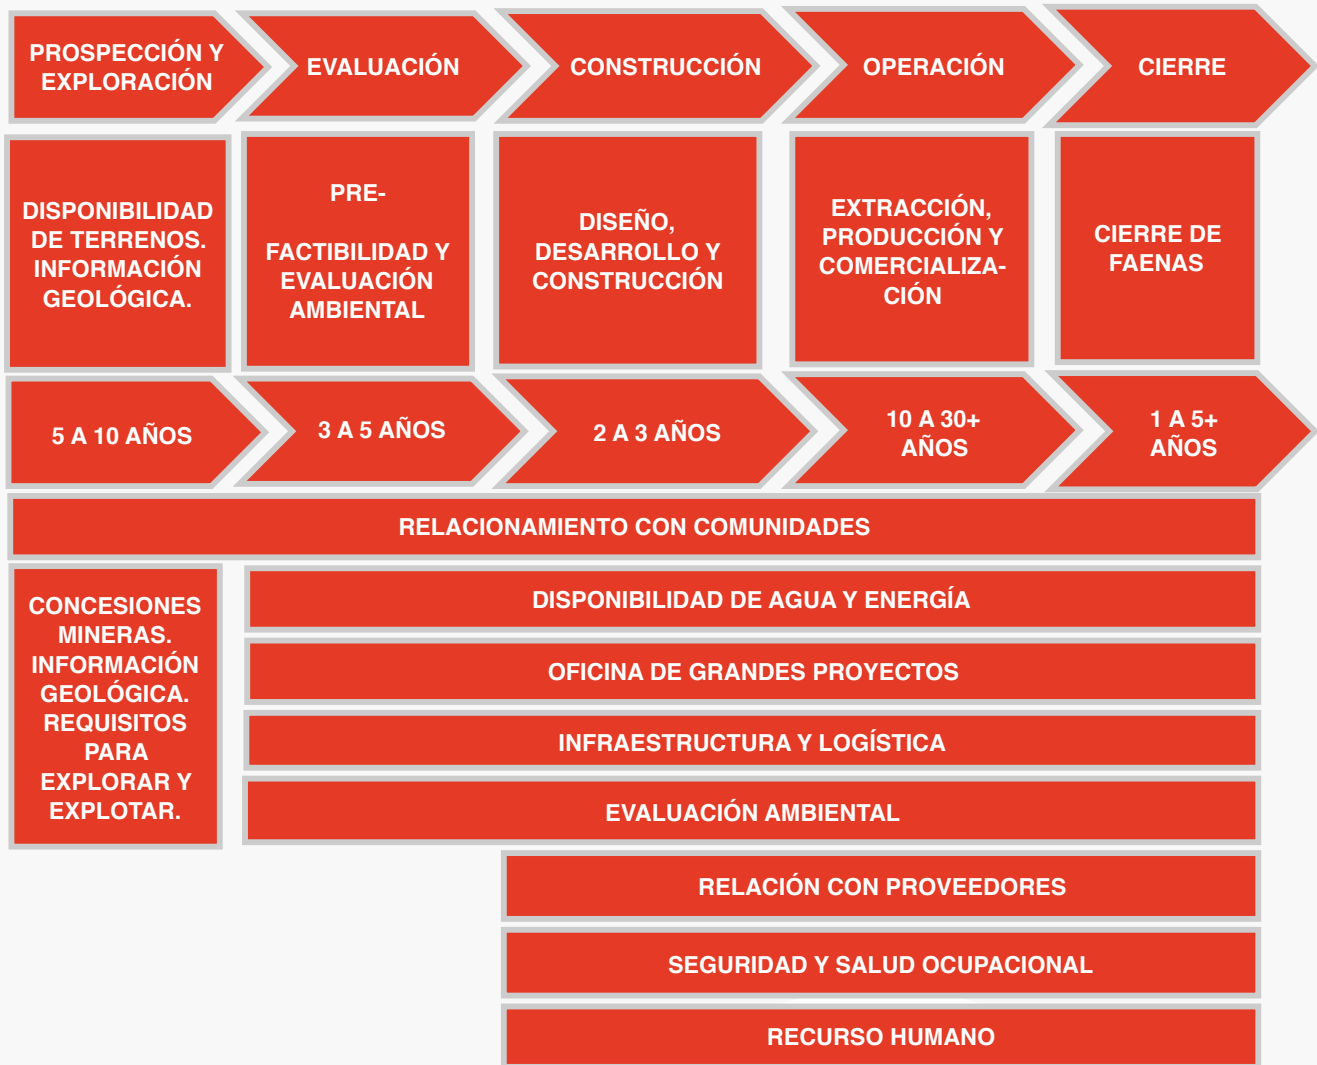 PROSPECCIÓN Y
EXPLORACIÓN
EVALUACIÓN
CONSTRUCCIÓN
OPERACIÓN
CIERRE
DISPONIBILIDAD
DE TERRENOS.
INFORMACIÓN
GEOLÓGICA.
PRE-
FACTIBILIDAD Y
EVALUACIÓN
AMBIENTAL
DISEÑO,
DESARROLLO Y
CONSTRUCCIÓN
EXTRACCIÓN,
PRODUCCIÓN Y
COMERCIALIZA-
CIÓN
CIERRE DE
FAENAS
5 A 10 AÑOS
3 A 5 AÑOS
2 A 3 AÑOS
10 A 30+
AÑOS
1 A 5+
AÑOS
RELACIONAMIENTO CON COMUNIDADES
CONCESIONES
MINERAS.
INFORMACIÓN
GEOLÓGICA.
REQUISITOS
PARA
EXPLORAR Y
EXPLOTAR.
DISPONIBILIDAD DE AGUA Y ENERGÍA
OFICINA DE GRANDES PROYECTOS
INFRAESTRUCTURA Y LOGÍSTICA
EVALUACIÓN AMBIENTAL
RELACIÓN CON PROVEEDORES
SEGURIDAD Y SALUD OCUPACIONAL
RECURSO HUMANO